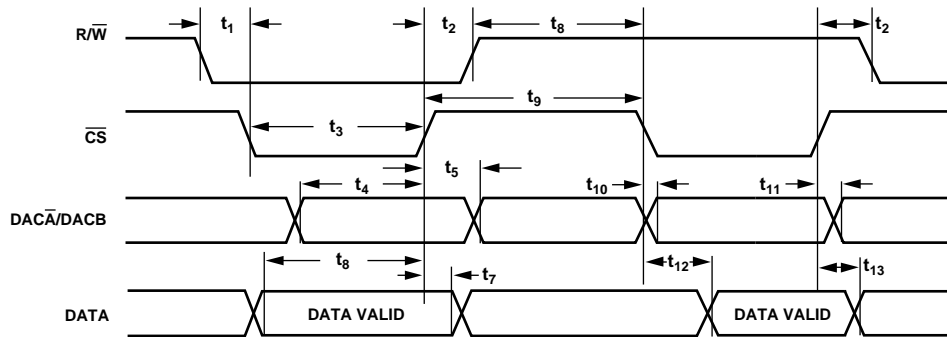 t1 t2 t8 t2
R/W̅
t9
C̅S̅
t3
t5
t4 t10 t11
DACA̅/DACB
t8 t7 t12 t13
DATA DATA VALID DATA VALID